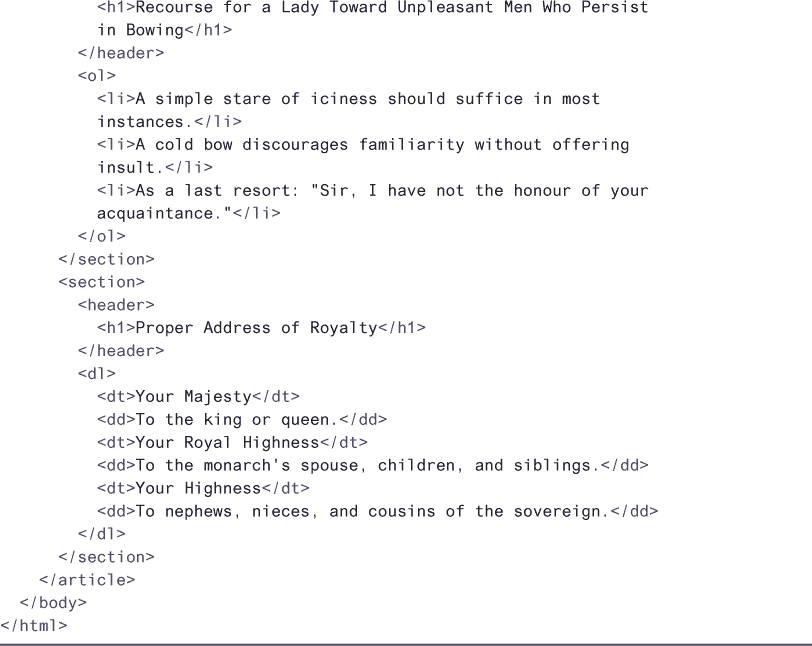 <h1>Recourse for a Lady Toward Unpleasant Men Who Persist
in Bowing</h1>
</header>
<ol>
<li>A simple stare of iciness should suffice in most
instances.</li>
<li>A cold bow discourages familiarity without offering
insult.</li>
<li>As a last resort: "Sir, I have not the honour of your
acquaintance."</li>
</ol>
</section>
<section>
<header>
<h1>Proper Address of Royalty</h1>
</header>
<dl>
<dt>Your Majesty</dt>
<dd>To the king or queen.</dd>
<dt>Your Royal Highness</dt>
<dd>To the monarch's spouse, children, and siblings.</dd>
<dt>Your Highness</dt>
<dd>To nephews, nieces, and cousins of the sovereign.</dd>
</dl>
</section>
</article>
</body>
</html>